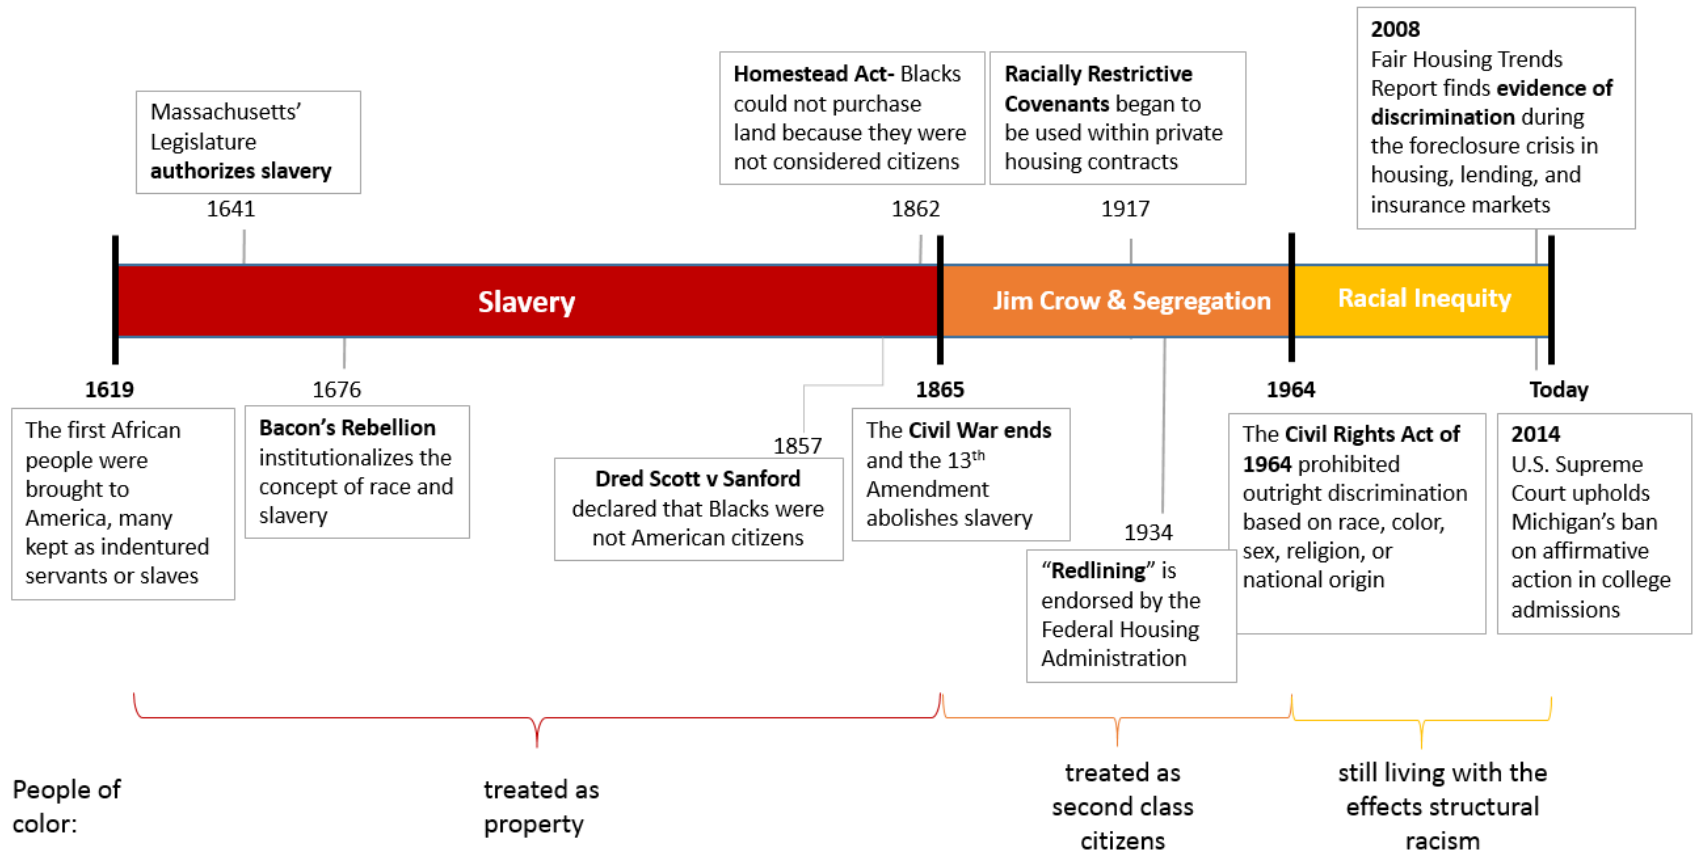 Massachusetts’
Legislature
authorizes slavery
1641
Homestead Act- Blacks
could not purchase
land because they were
not considered citizens
1862
Racially Restrictive
Covenants began to
be used within private
housing contracts
1917
2008
Fair Housing Trends
Report finds evidence of
discrimination during
the foreclosure crisis in
housing, lending, and
insurance markets
Slavery
Jim Crow & Segregation
Racial Inequity
1619
The first African
people were
brought to
America, many
kept as indentured
servants or slaves
1676
Bacon’s Rebellion
institutionalizes the
concept of race and
slavery
1857
Dred Scott v Sanford
declared that Blacks were
not American citizens
1865
The Civil War ends
and the 13th
Amendment
abolishes slavery
1934
“Redlining” is
endorsed by the
Federal Housing
Administration
1964
The Civil Rights Act of
1964 prohibited
outright discrimination
based on race, color,
sex, religion, or
national origin
Today
2014
U.S. Supreme
Court upholds
Michigan’s ban
on affirmative
action in college
admissions
People of
color:
treated as
property
treated as
second class
citizens
still living with the
effects structural
racism